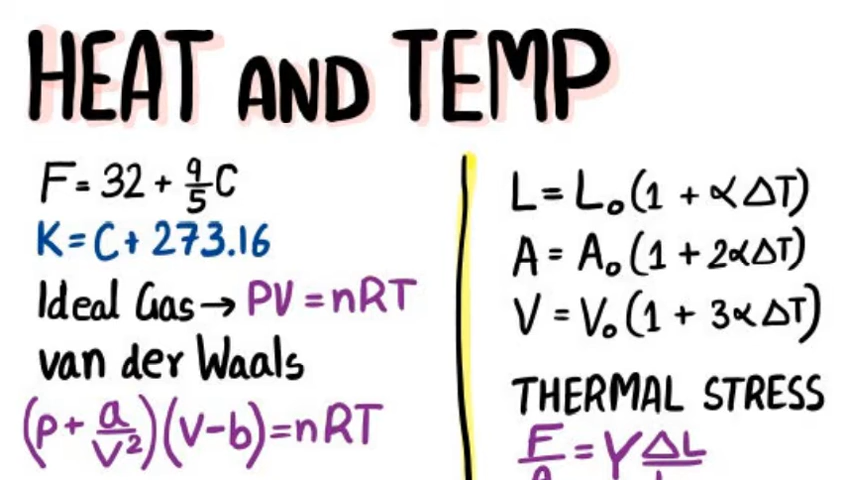 HEAT AND TEMP
F = 32 + 9/5 C
K = C + 273.16
Ideal Gas → PV = nRT
van der Waals
(P + a/V²)(V - b) = nRT
L = L₀(1 + αΔT)
A = A₀(1 + 2αΔT)
V = V₀(1 + 3αΔT)
THERMAL STRESS
F/A = Y ΔL/